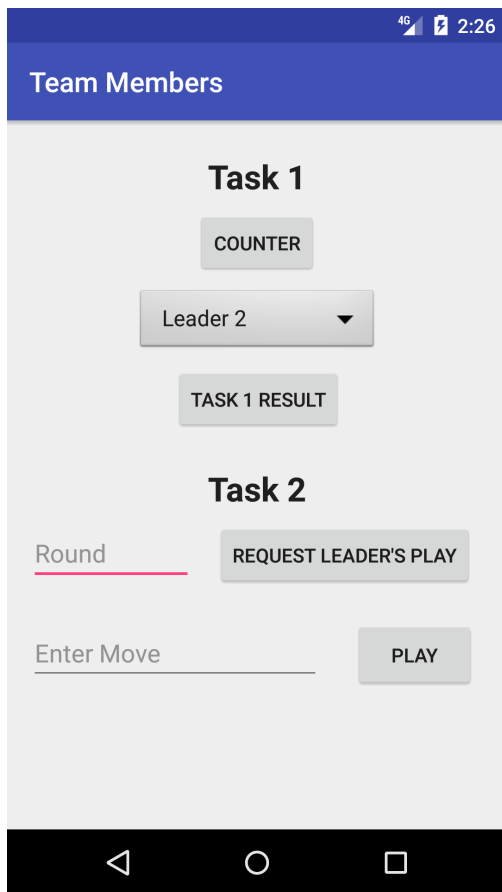 4G 2:26
Team Members
Task 1
COUNTER
Leader 2
TASK 1 RESULT
Task 2
Round REQUEST LEADER'S PLAY
Enter Move PLAY